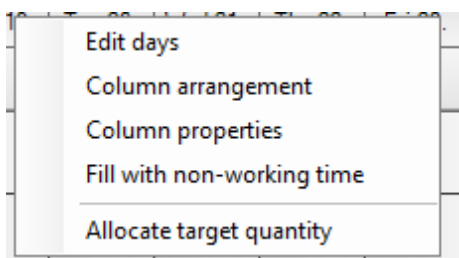 Edit days
Column arrangement
Column properties
Fill with non-working time
Allocate target quantity